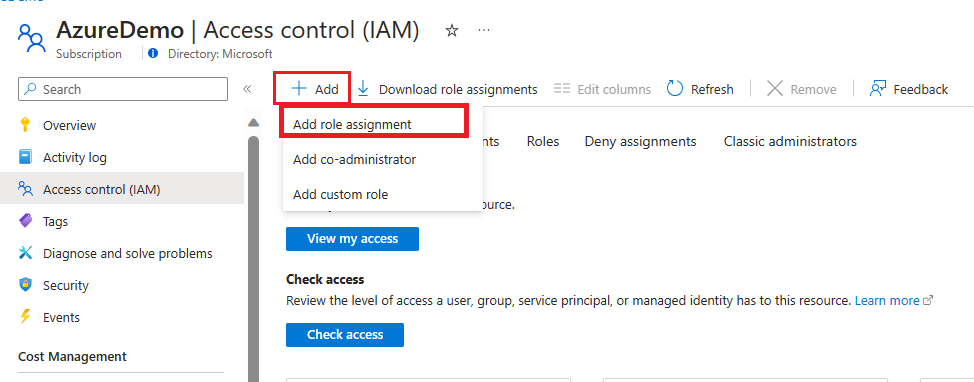 AzureDemo | Access control (IAM) ☆ ...
Subscription Directory: Microsoft
Search «
+ Add Download role assignments Edit columns Refresh Remove Feedback
Overview
Activity log
Access control (IAM)
Tags
Diagnose and solve problems
Security
Events
Cost Management
Add role assignment
Add co-administrator
Add custom role
Roles Deny assignments Classic administrators
View my access
Check access
Review the level of access a user, group, service principal, or managed identity has to this resource. Learn more
Check access